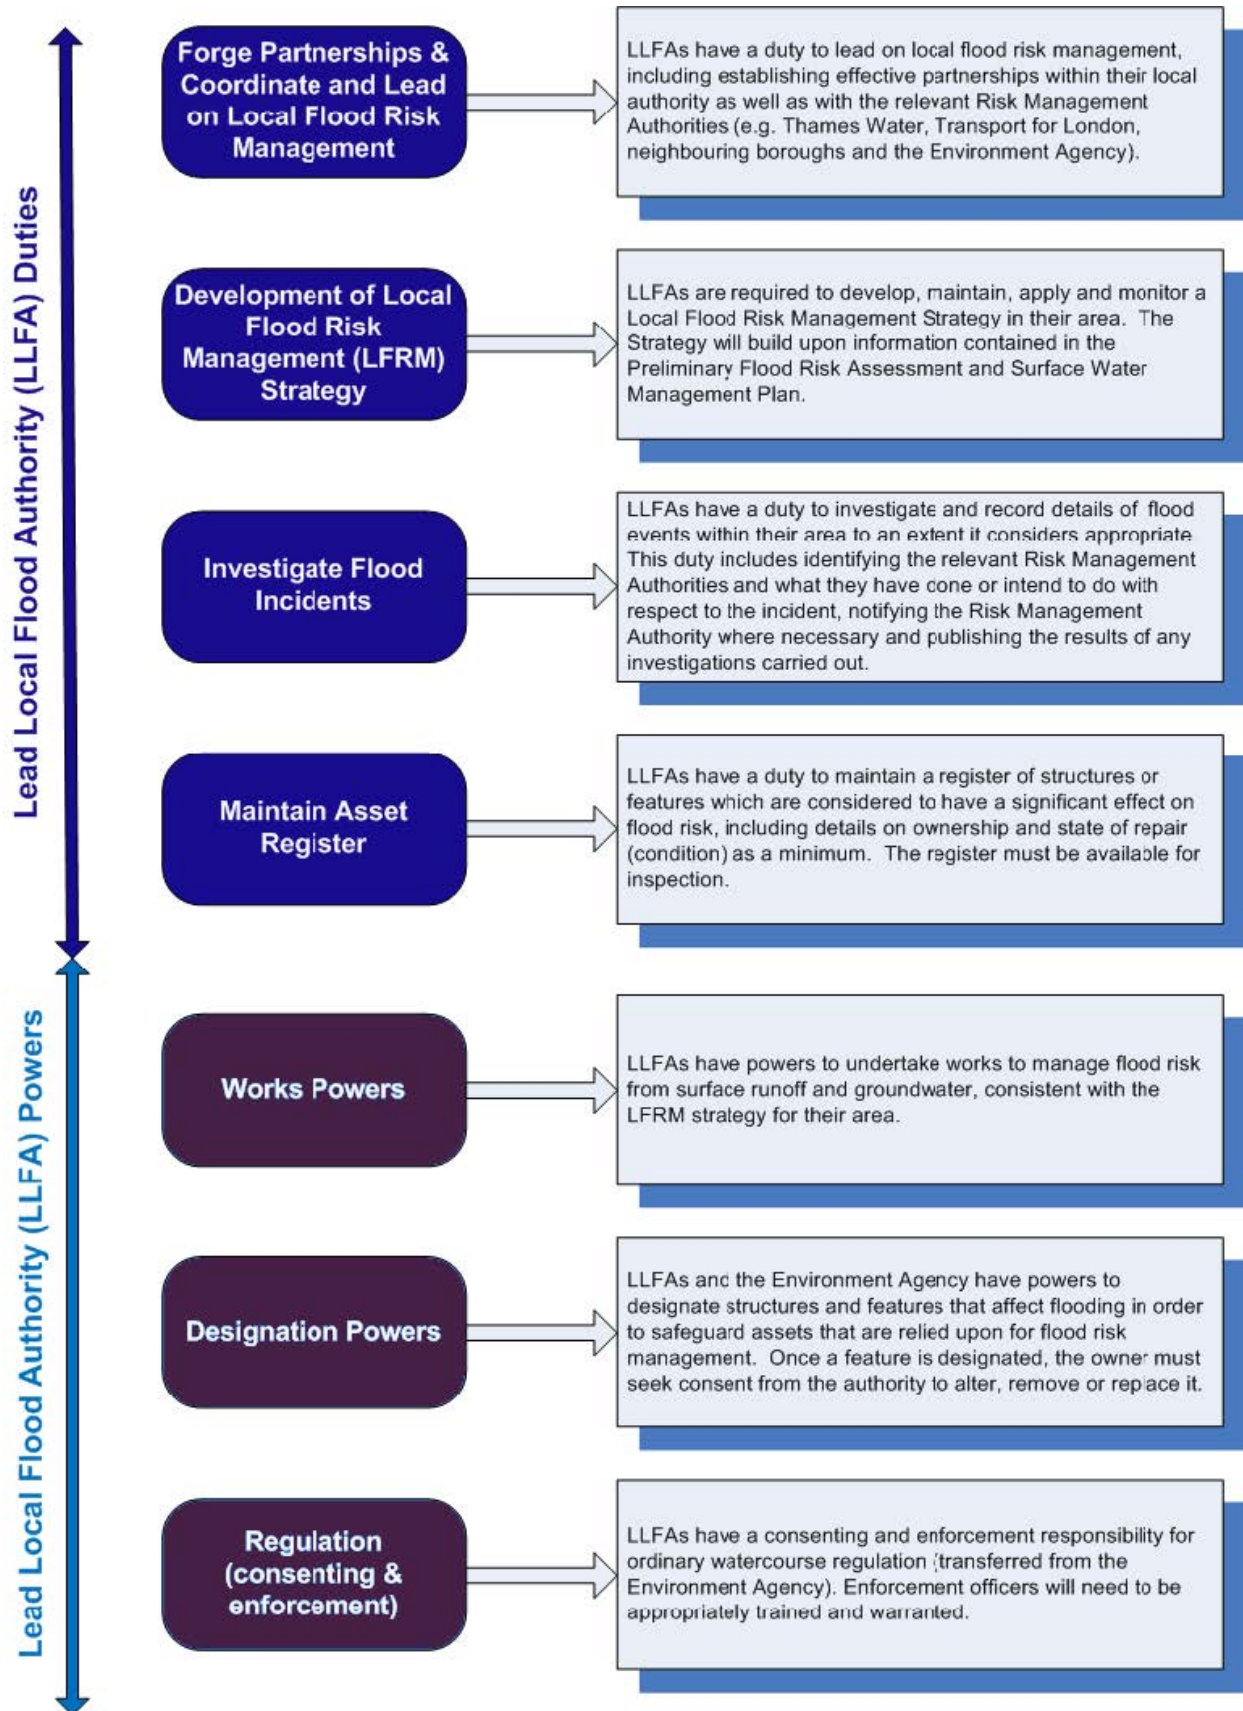 Lead Local Flood Authority (LLFA) Duties
Forge Partnerships &
Coordinate and Lead
on Local Flood Risk
Management
LLFAs have a duty to lead on local flood risk management,
including establishing effective partnerships within their local
authority as well as with the relevant Risk Management
Authorities (e.g. Thames Water, Transport for London,
neighbouring boroughs and the Environment Agency).
Development of Local
Flood Risk
Management (LFRM)
Strategy
LLFAs are required to develop, maintain, apply and monitor a
Local Flood Risk Management Strategy in their area.  The
Strategy will build upon information contained in the
Preliminary Flood Risk Assessment and Surface Water
Management Plan.
Investigate Flood
Incidents
LLFAs have a duty to investigate and record details of flood
events within their area to an extent it considers appropriate
This duty includes identifying the relevant Risk Management
Authorities and what they have done or intend to do with
respect to the incident, notifying the Risk Management
Authority where necessary and publishing the results of any
investigations carried out.
Maintain Asset
Register
LLFAs have a duty to maintain a register of structures or
features which are considered to have a significant effect on
flood risk, including details on ownership and state of repair
(condition) as a minimum.  The register must be available for
inspection.
Lead Local Flood Authority (LLFA) Powers
Works Powers
LLFAs have powers to undertake works to manage flood risk
from surface runoff and groundwater, consistent with the
LFRM strategy for their area.
Designation Powers
LLFAs and the Environment Agency have powers to
designate structures and features that affect flooding in order
to safeguard assets that are relied upon for flood risk
management.  Once a feature is designated, the owner must
seek consent from the authority to alter, remove or replace it.
Regulation
(consenting &
enforcement)
LLFAs have a consenting and enforcement responsibility for
ordinary watercourse regulation (transferred from the
Environment Agency). Enforcement officers will need to be
appropriately trained and warranted.